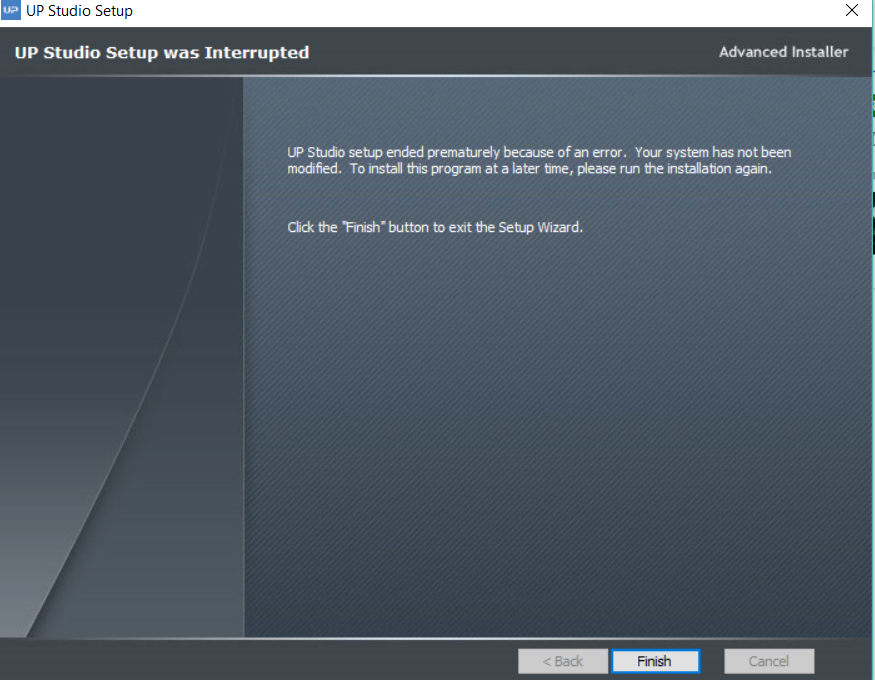 UP UP Studio Setup
UP Studio Setup was Interrupted
Advanced Installer
UP Studio setup ended prematurely because of an error.  Your system has not been
modified.  To install this program at a later time, please run the installation again.
Click the "Finish" button to exit the Setup Wizard.
< Back Finish Cancel